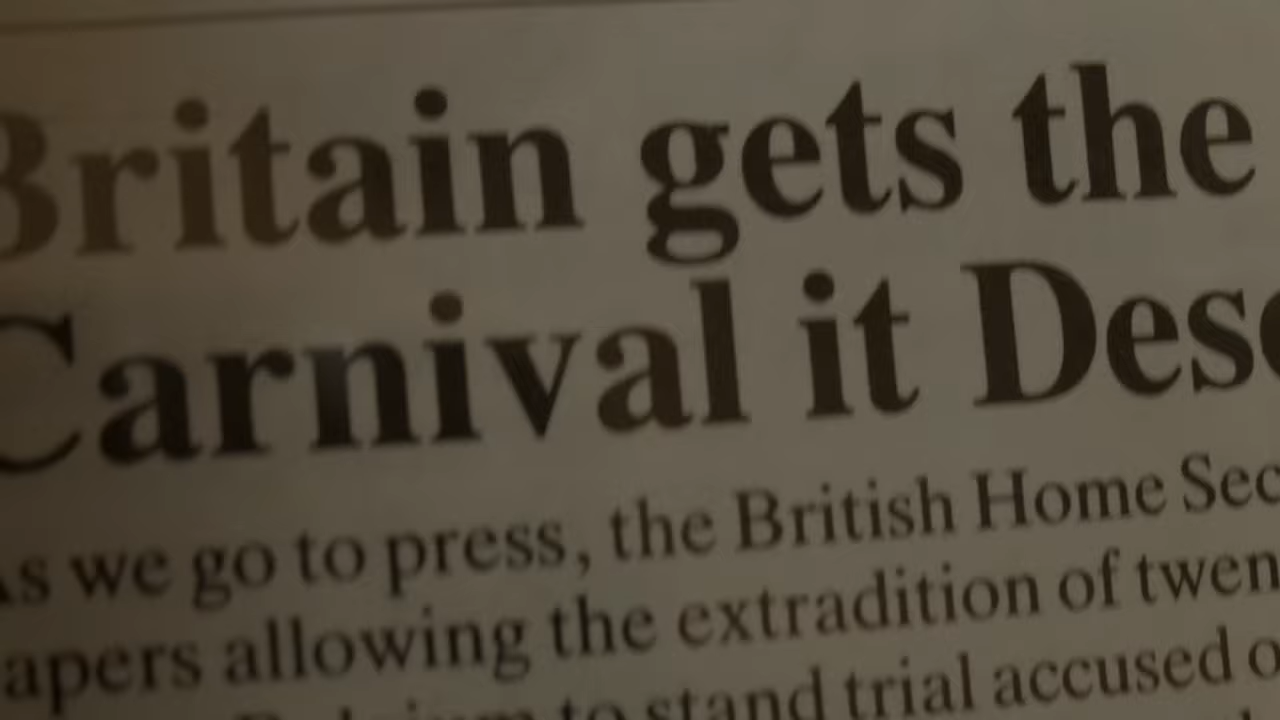 Britain gets the
Carnival it Dese
As we go to press, the British Home Sec
apers allowing the extradition of twen
to stand trial accused o